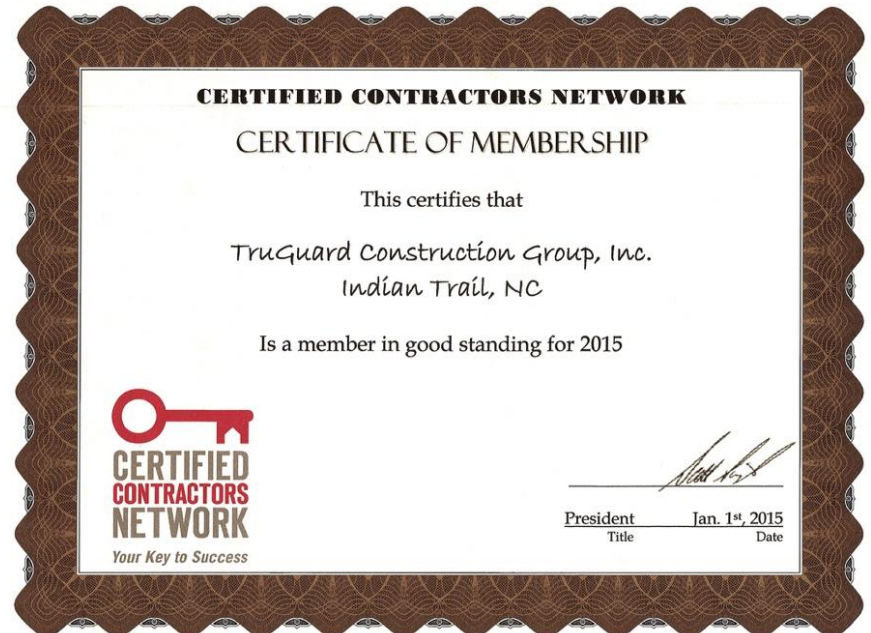 CERTIFIED CONTRACTORS NETWORK
CERTIFICATE OF MEMBERSHIP
This certifies that
TruGuard Construction Group, Inc.
Indian Trail, NC
Is a member in good standing for 2015
CERTIFIED
CONTRACTORS
NETWORK
Your Key to Success
President Jan. 1st, 2015
Title Date